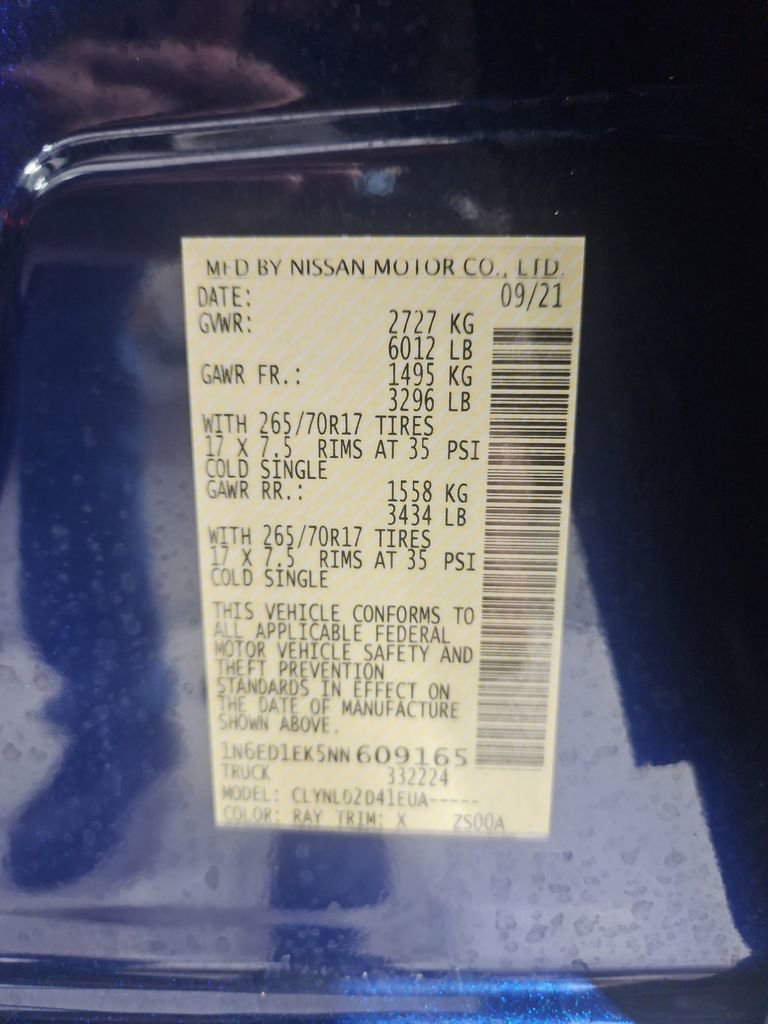 MFD BY NISSAN MOTOR CO., LTD.
DATE: 09/21
GVWR: 2727 KG
6012 LB
GAWR FR.: 1495 KG
3296 LB
WITH 265/70R17 TIRES
17 X 7.5 RIMS AT 35 PSI
COLD SINGLE
GAWR RR.: 1558 KG
3434 LB
WITH 265/70R17 TIRES
17 X 7.5 RIMS AT 35 PSI
COLD SINGLE
THIS VEHICLE CONFORMS TO
ALL APPLICABLE FEDERAL
MOTOR VEHICLE SAFETY AND
THEFT PREVENTION
STANDARDS IN EFFECT ON
THE DATE OF MANUFACTURE
SHOWN ABOVE.
1N6ED1EK5NN609165
TRUCK 332224
MODEL: CLYNL02D41EUA-----
COLOR: RAY TRIM: X ZS00A